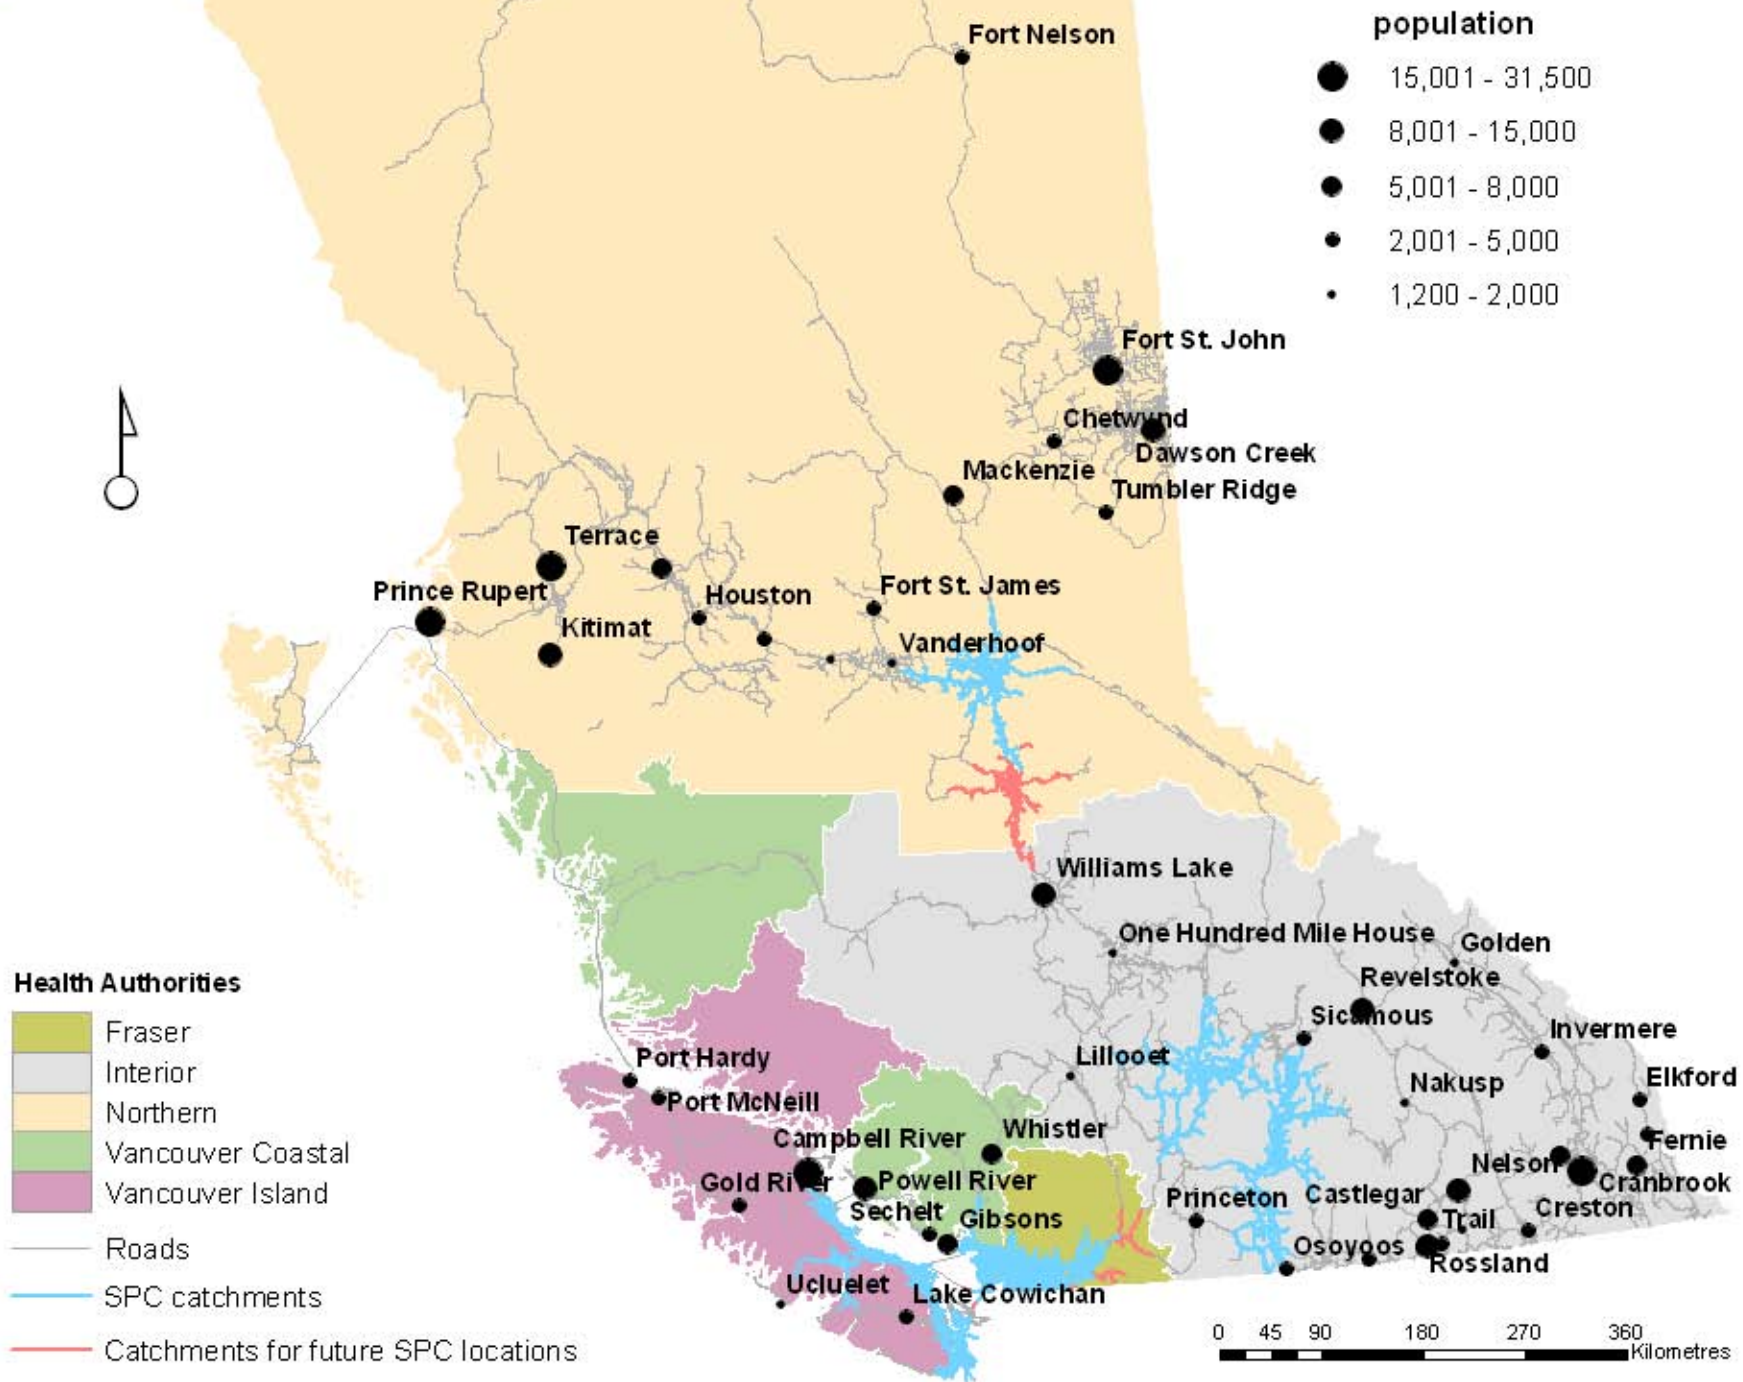 population
15,001 - 31,500
8,001 - 15,000
5,001 - 8,000
2,001 - 5,000
1,200 - 2,000
Fort Nelson
Fort St. John
Chetwynd
Dawson Creek
Mackenzie
Tumbler Ridge
Terrace
Prince Rupert
Houston
Fort St. James
Kitimat
Vanderhoof
Williams Lake
One Hundred Mile House
Golden
Revelstoke
Sicamous
Invermere
Port Hardy
Lillooet
Nakusp
Elkford
Port McNeill
Campbell River
Whistler
Fernie
Nelson
Gold River
Powell River
Cranbrook
Princeton
Castlegar
Sechelt
Gibsons
Trail
Creston
Osoyoos
Rossland
Ucluelet
Lake Cowichan
Health Authorities
Fraser
Interior
Northern
Vancouver Coastal
Vancouver Island
Roads
SPC catchments
Catchments for future SPC locations
0 45 90 180 270 360
Kilometres